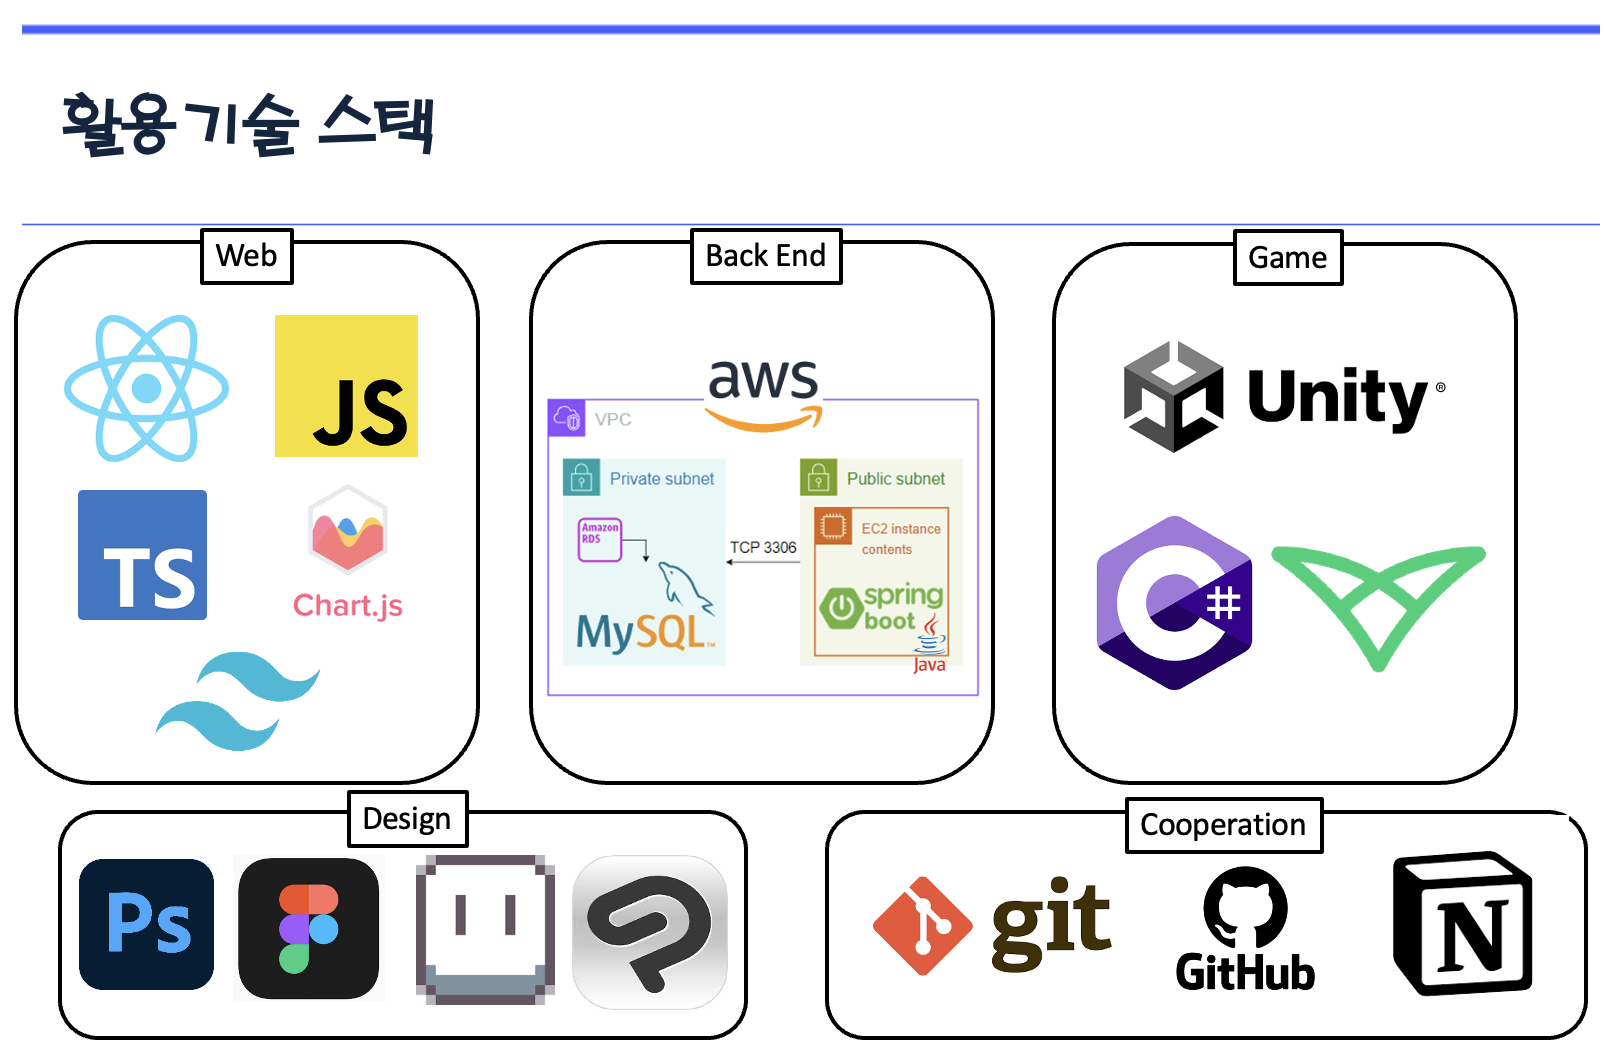 활용기술 스택
Web
JS
TS
Chart.js
Back End
aws
VPC
Private subnet
Amazon
RDS
MySQL™
TCP 3306
Public subnet
EC2 instance
contents
spring
boot
Java
Game
Unity®
C#
Design
Ps
Cooperation
git
GitHub
N